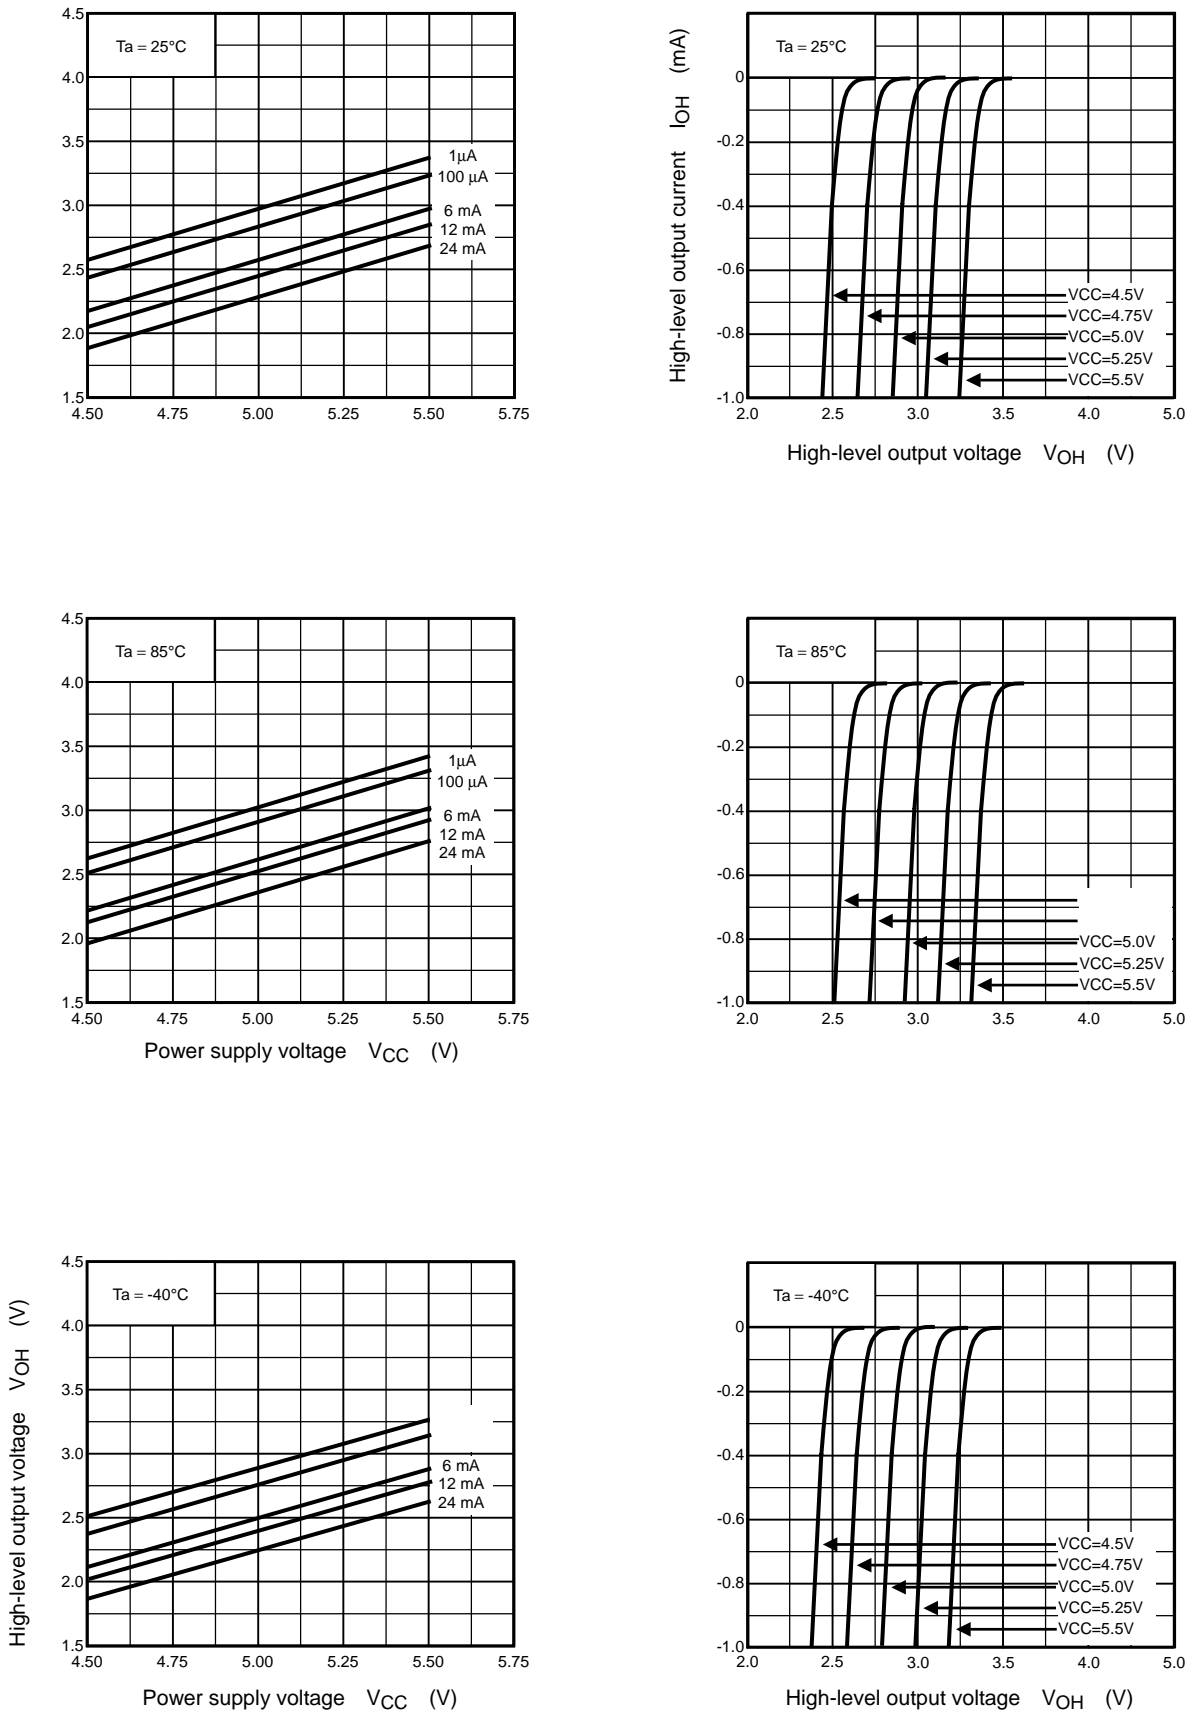 4.5
Ta = 25°C
4.0
3.5
1µA
100 µA
3.0
6 mA
12 mA
24 mA
2.5
2.0
1.5
4.50 4.75 5.00 5.25 5.50 5.75
High-level output current IOH (mA)
Ta = 25°C
0
-0.2
-0.4
-0.6
VCC=4.5V
VCC=4.75V
-0.8
VCC=5.0V
VCC=5.25V
VCC=5.5V
-1.0
2.0 2.5 3.0 3.5 4.0 5.0
High-level output voltage VOH (V)
4.5
Ta = 85°C
4.0
3.5
1µA
100 µA
3.0
6 mA
12 mA
24 mA
2.5
2.0
1.5
4.50 4.75 5.00 5.25 5.50 5.75
Power supply voltage VCC (V)
Ta = 85°C
0
-0.2
-0.4
-0.6
-0.8
VCC=5.0V
VCC=5.25V
VCC=5.5V
-1.0
2.0 2.5 3.0 3.5 4.0 5.0
High-level output voltage VOH (V)
4.5
Ta = -40°C
4.0
3.5
3.0
6 mA
12 mA
24 mA
2.5
2.0
1.5
4.50 4.75 5.00 5.25 5.50 5.75
Power supply voltage VCC (V)
Ta = -40°C
0
-0.2
-0.4
-0.6
VCC=4.5V
VCC=4.75V
-0.8
VCC=5.0V
VCC=5.25V
VCC=5.5V
-1.0
2.0 2.5 3.0 3.5 4.0 5.0
High-level output voltage VOH (V)